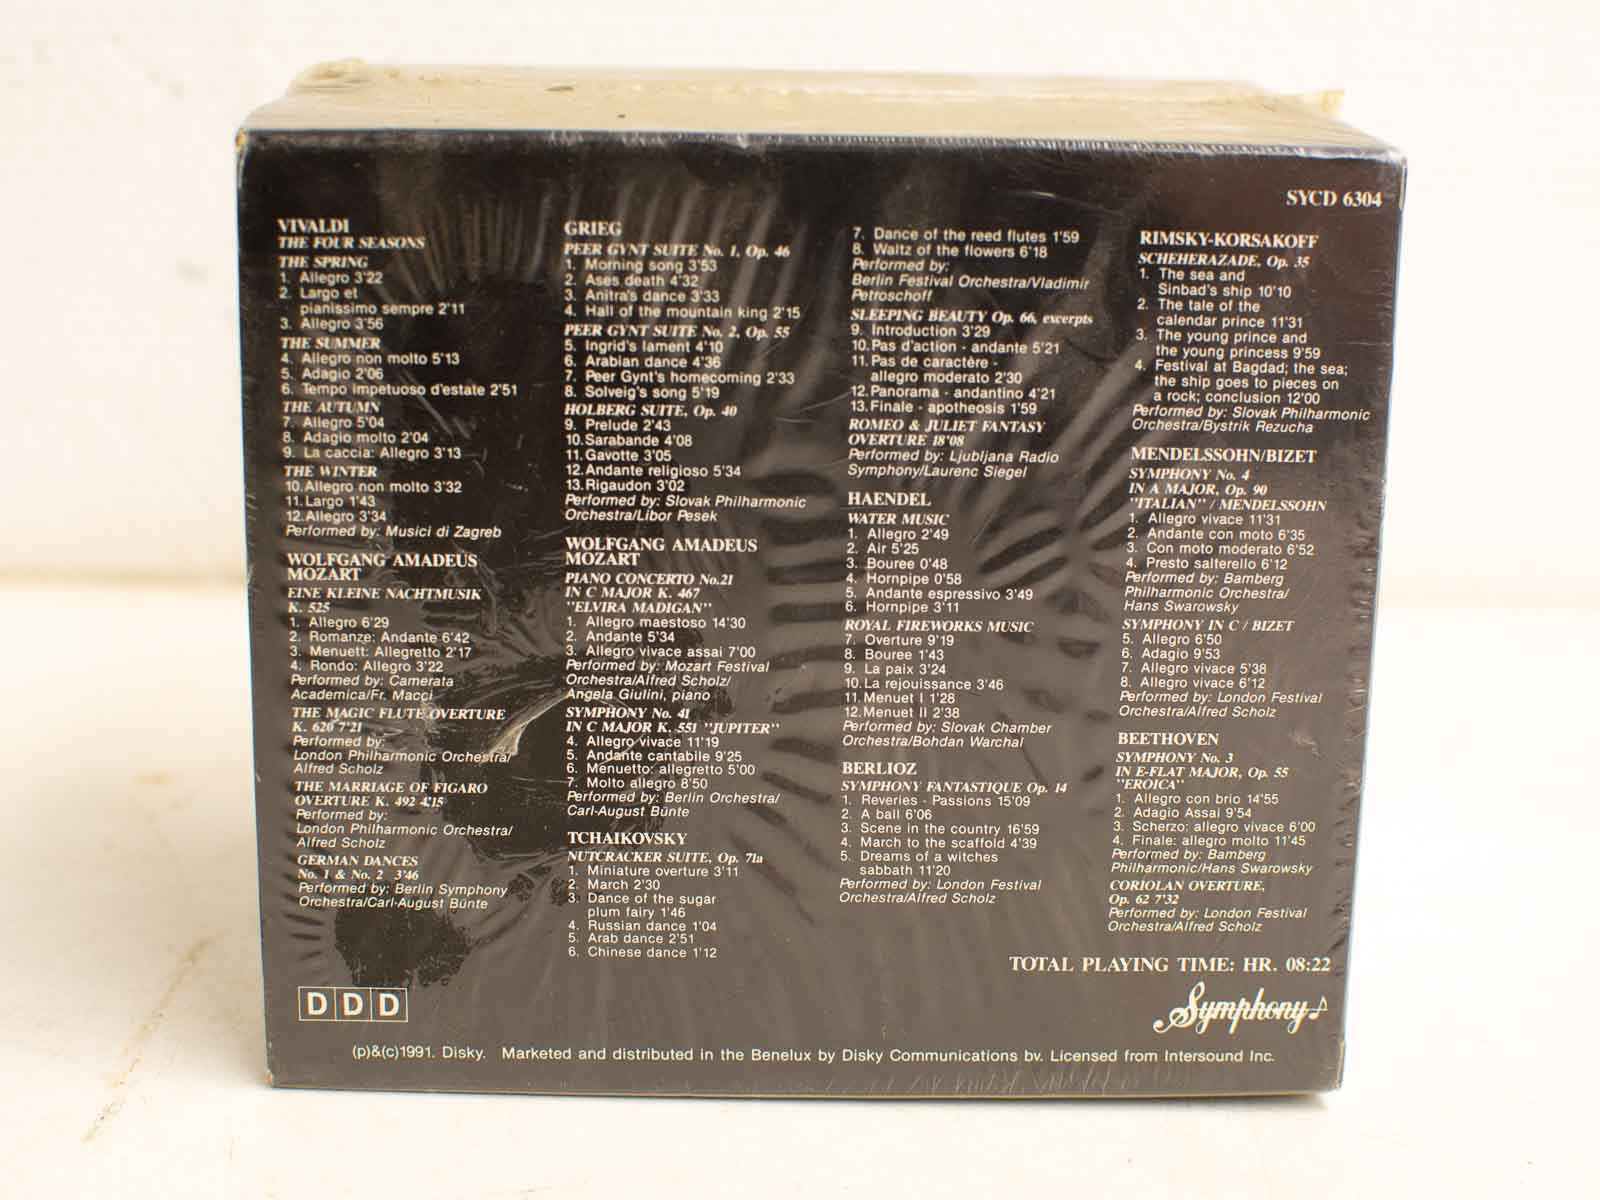 SYCD 6304
VIVALDI
THE FOUR SEASONS
THE SPRING
1. Allegro 3'22
2. Largo et
pianissimo sempre 2'11
3. Allegro 3'56
THE SUMMER
4. Allegro non molto 5'13
5. Adagio 2'06
6. Tempo impetuoso d'estate 2'51
THE AUTUMN
7. Allegro 5'04
8. Adagio molto 2'04
9. La caccia: Allegro 3'13
THE WINTER
10.Allegro non molto 3'32
11.Largo 1'43
12.Allegro 3'34
Performed by: Musici di Zagreb
WOLFGANG AMADEUS
MOZART
EINE KLEINE NACHTMUSIK
K. 525
1. Allegro 6'29
2. Romanze: Andante 6'42
3. Menuett: Allegretto 2'17
4. Rondo: Allegro 3'22
Performed by: Camerata
Academica/Fr. Macci
THE MAGIC FLUTE OVERTURE
K. 620 7'21
Performed by:
London Philharmonic Orchestra/
Alfred Scholz
THE MARRIAGE OF FIGARO
OVERTURE K. 492 4'15
Performed by:
London Philharmonic Orchestra/
Alfred Scholz
GERMAN DANCES
No. 1 & No. 2 3'46
Performed by: Berlin Symphony
Orchestra/Carl-August Bünte
GRIEG
PEER GYNT SUITE No. 1, Op. 46
1. Morning song 3'53
2. Ases death 4'32
3. Anitra's dance 3'33
4. Hall of the mountain king 2'15
PEER GYNT SUITE No. 2, Op. 55
5. Ingrid's lament 4'10
6. Arabian dance 4'36
7. Peer Gynt's homecoming 2'33
8. Solveig's song 5'19
HOLBERG SUITE, Op. 40
9. Prelude 2'43
10.Sarabande 4'08
11.Gavotte 3'05
12.Andante religioso 5'34
13.Rigaudon 3'02
Performed by: Slovak Philharmonic
Orchestra/Libor Pesek
WOLFGANG AMADEUS
MOZART
PIANO CONCERTO No.21
IN C MAJOR K. 467
"ELVIRA MADIGAN"
1. Allegro maestoso 14'30
2. Andante 5'34
3. Allegro vivace assai 7'00
Performed by: Mozart Festival
Orchestra/Alfred Scholz/
Angela Giulini, piano
SYMPHONY No. 41
IN C MAJOR K. 551 "JUPITER"
4. Allegro vivace 11'19
5. Andante cantabile 9'25
6. Menuetto: allegretto 5'00
7. Molto allegro 8'50
Performed by: Berlin Orchestra/
Carl-August Bünte
TCHAIKOVSKY
NUTCRACKER SUITE, Op. 71a
1. Miniature overture 3'11
2. March 2'30
3. Dance of the sugar
plum fairy 1'46
4. Russian dance 1'04
5. Arab dance 2'51
6. Chinese dance 1'12
7. Dance of the reed flutes 1'59
8. Waltz of the flowers 6'18
Performed by:
Berlin Festival Orchestra/Vladimir
Petroschoff
SLEEPING BEAUTY Op. 66, excerpts
9. Introduction 3'29
10.Pas d'action - andante 5'21
11.Pas de caractère -
allegro moderato 2'30
12.Panorama - andantino 4'21
13.Finale - apotheosis 1'59
ROMEO & JULIET FANTASY
OVERTURE 18'08
Performed by: Ljubljana Radio
Symphony/Laurenc Siegel
HAENDEL
WATER MUSIC
1. Allegro 2'49
2. Air 5'25
3. Bouree 0'48
4. Hornpipe 0'58
5. Andante espressivo 3'49
6. Hornpipe 3'11
ROYAL FIREWORKS MUSIC
7. Overture 9'19
8. Bouree 1'43
9. La paix 3'24
10.La rejouissance 3'46
11.Menuet I 1'28
12.Menuet II 2'38
Performed by: Slovak Chamber
Orchestra/Bohdan Warchal
BERLIOZ
SYMPHONY FANTASTIQUE Op. 14
1. Reveries - Passions 15'09
2. A ball 6'06
3. Scene in the country 16'59
4. March to the scaffold 4'39
5. Dreams of a witches
sabbath 11'20
Performed by: London Festival
Orchestra/Alfred Scholz
RIMSKY-KORSAKOFF
SCHEHERAZADE, Op. 35
1. The sea and
Sinbad's ship 10'10
2. The tale of the
calendar prince 11'31
3. The young prince and
the young princess 9'59
4. Festival at Bagdad; the sea;
the ship goes to pieces on
a rock; conclusion 12'00
Performed by: Slovak Philharmonic
Orchestra/Bystrik Rezucha
MENDELSSOHN/BIZET
SYMPHONY No. 4
IN A MAJOR, Op. 90
"ITALIAN" / MENDELSSOHN
1. Allegro vivace 11'31
2. Andante con moto 6'35
3. Con moto moderato 6'52
4. Presto salterello 6'12
Performed by: Bamberg
Philharmonic Orchestra/
Hans Swarowsky
SYMPHONY IN C / BIZET
5. Allegro 6'50
6. Adagio 9'53
7. Allegro vivace 5'38
8. Allegro vivace 6'12
Performed by: London Festival
Orchestra/Alfred Scholz
BEETHOVEN
SYMPHONY No. 3
IN E-FLAT MAJOR, Op. 55
"EROICA"
1. Allegro con brio 14'55
2. Adagio Assai 9'54
3. Scherzo: allegro vivace 6'00
4. Finale: allegro molto 11'45
Performed by: Bamberg
Philharmonic/Hans Swarowsky
CORIOLAN OVERTURE,
Op. 62 7'32
Performed by: London Festival
Orchestra/Alfred Scholz
TOTAL PLAYING TIME: HR. 08:22
DDD
Symphony
(p)&(c)1991. Disky. Marketed and distributed in the Benelux by Disky Communications bv. Licensed from Intersound Inc.